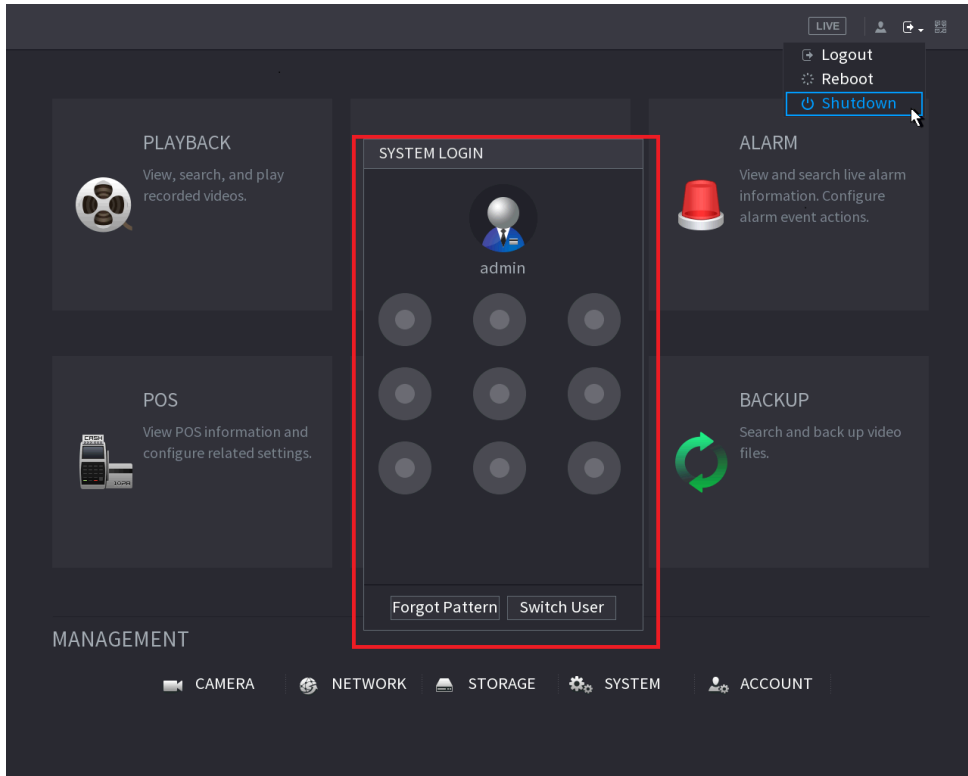 LIVE
Logout
Reboot
Shutdown
PLAYBACK
View, search, and play
recorded videos.
SYSTEM LOGIN
admin
Forgot Pattern
Switch User
ALARM
View and search live alarm
information. Configure
alarm event actions.
POS
View POS information and
configure related settings.
CASH
BACKUP
Search and back up video
files.
MANAGEMENT
CAMERA
NETWORK
STORAGE
SYSTEM
ACCOUNT